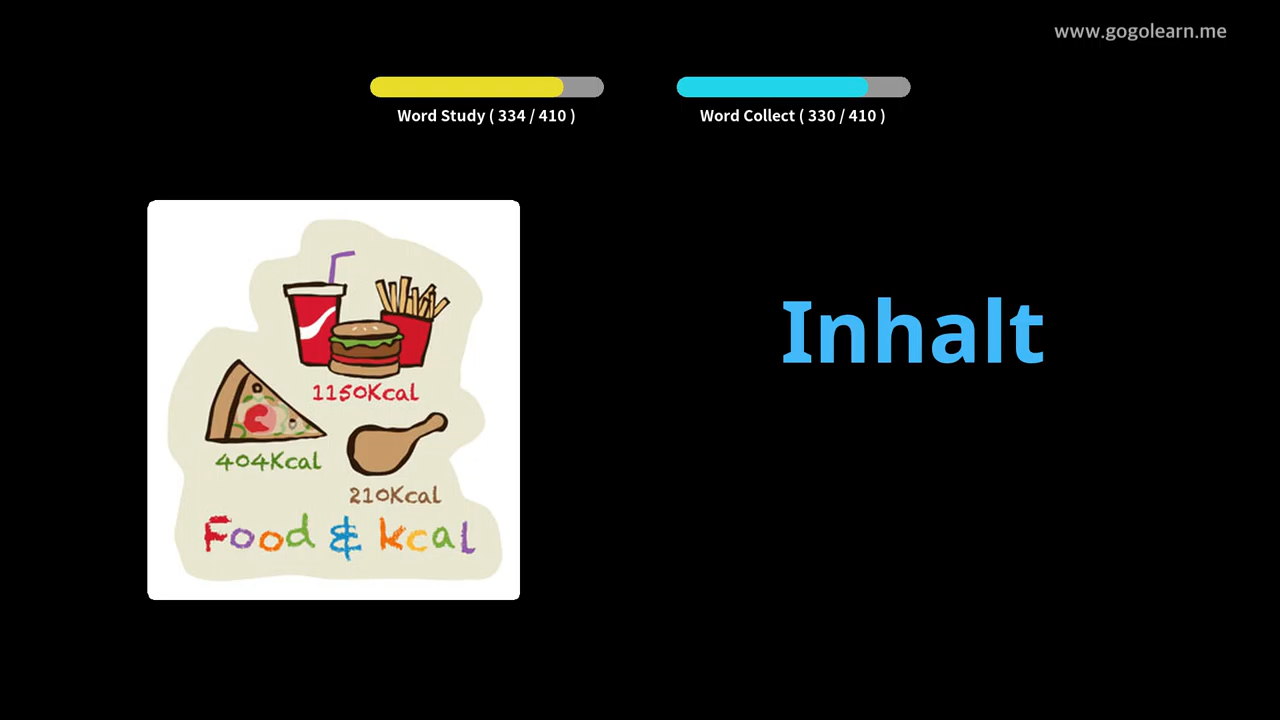 www.gogolearn.me
Word Study ( 334 / 410 )
Word Collect ( 330 / 410 )
Inhalt
1150Kcal
404Kcal
210Kcal
Food & kcal